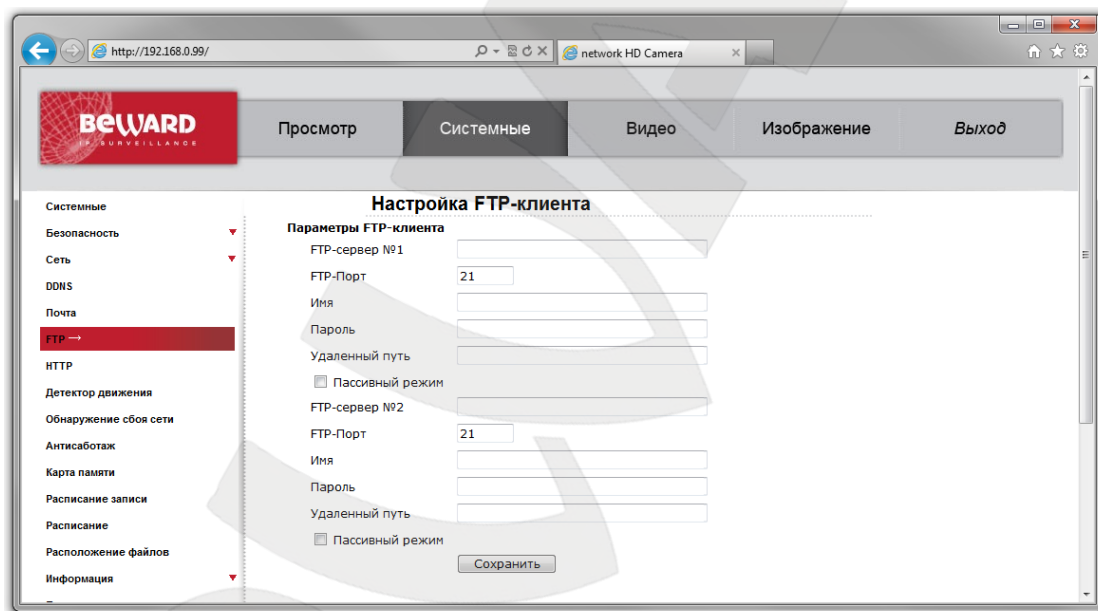 http://192.168.0.99/
network HD Camera
BEWARD
IP SURVEILLANCE
Просмотр
Системные
Видео
Изображение
Выход
Системные
Безопасность
Сеть
DDNS
Почта
FTP →
HTTP
Детектор движения
Обнаружение сбоя сети
Антисаботаж
Карта памяти
Расписание записи
Расписание
Расположение файлов
Информация
Настройка FTP-клиента
Параметры FTP-клиента
FTP-сервер №1
FTP-Порт 21
Имя
Пароль
Удаленный путь
Пассивный режим
FTP-сервер №2
FTP-Порт 21
Имя
Пароль
Удаленный путь
Пассивный режим
Сохранить